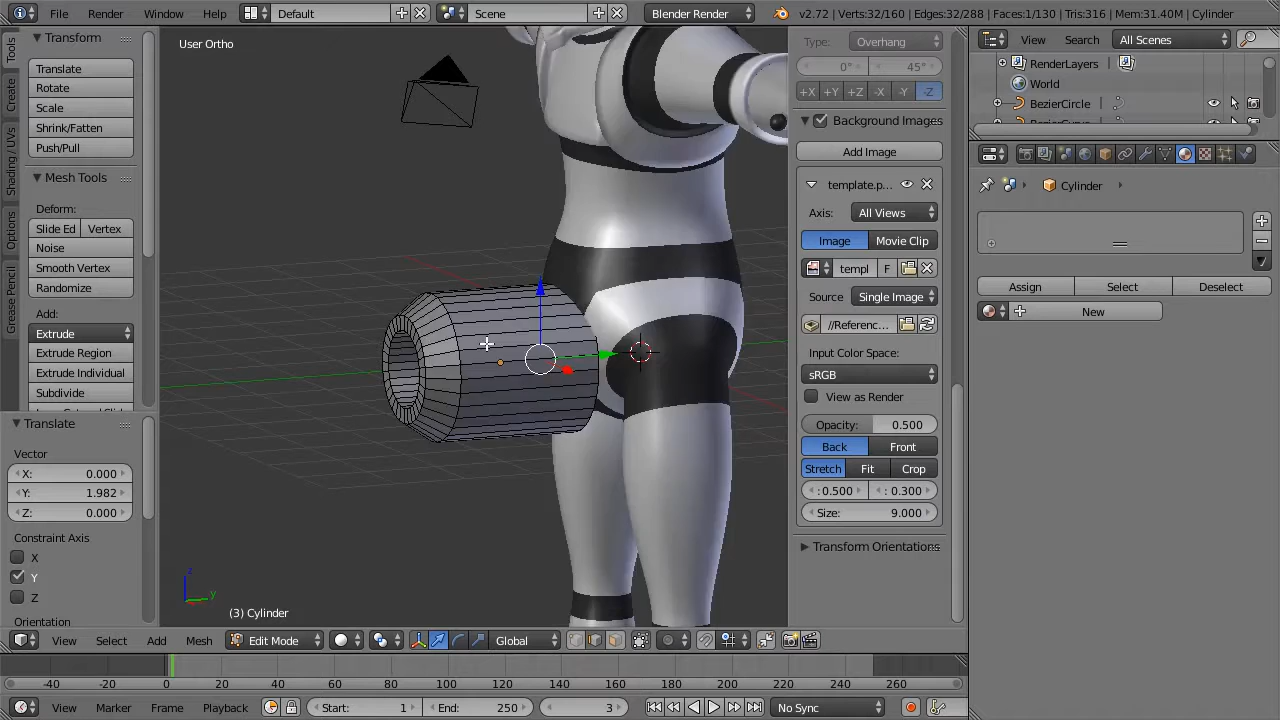 File Render Window Help Default Scene Blender Render v2.72 | Verts:32/160 | Edges:32/288 | Faces:1/130 | Tris:316 | Mem:31.40M | Cylinder
Tools
Create
Shading / UVs
Options
Grease Pencil
Transform
Translate
Rotate
Scale
Shrink/Fatten
Push/Pull
Mesh Tools
Deform:
Slide Ed Vertex
Noise
Smooth Vertex
Randomize
Add:
Extrude
Extrude Region
Extrude Individual
Subdivide
Translate
Vector
X: 0.000
Y: 1.982
Z: 0.000
Constraint Axis
X
Y
Z
Orientation
User Ortho
z
y
(3) Cylinder
Type: Overhang
0° 45°
+X +Y +Z -X -Y -Z
Background Images
Add Image
template.p...
Axis: All Views
Image Movie Clip
templ F
Source Single Image
//Referenc...
Input Color Space:
sRGB
View as Render
Opacity: 0.500
Back Front
Stretch Fit Crop
: 0.500 : 0.300
Size: 9.000
Transform Orientations
View Search All Scenes
RenderLayers
World
BezierCircle
Cylinder
Assign Select Deselect
New
View Select Add Mesh Edit Mode Global
-40 -20 0 20 40 60 80 100 120 140 160 180 200 220 240 260
View Marker Frame Playback Start: 1 End: 250 3 No Sync